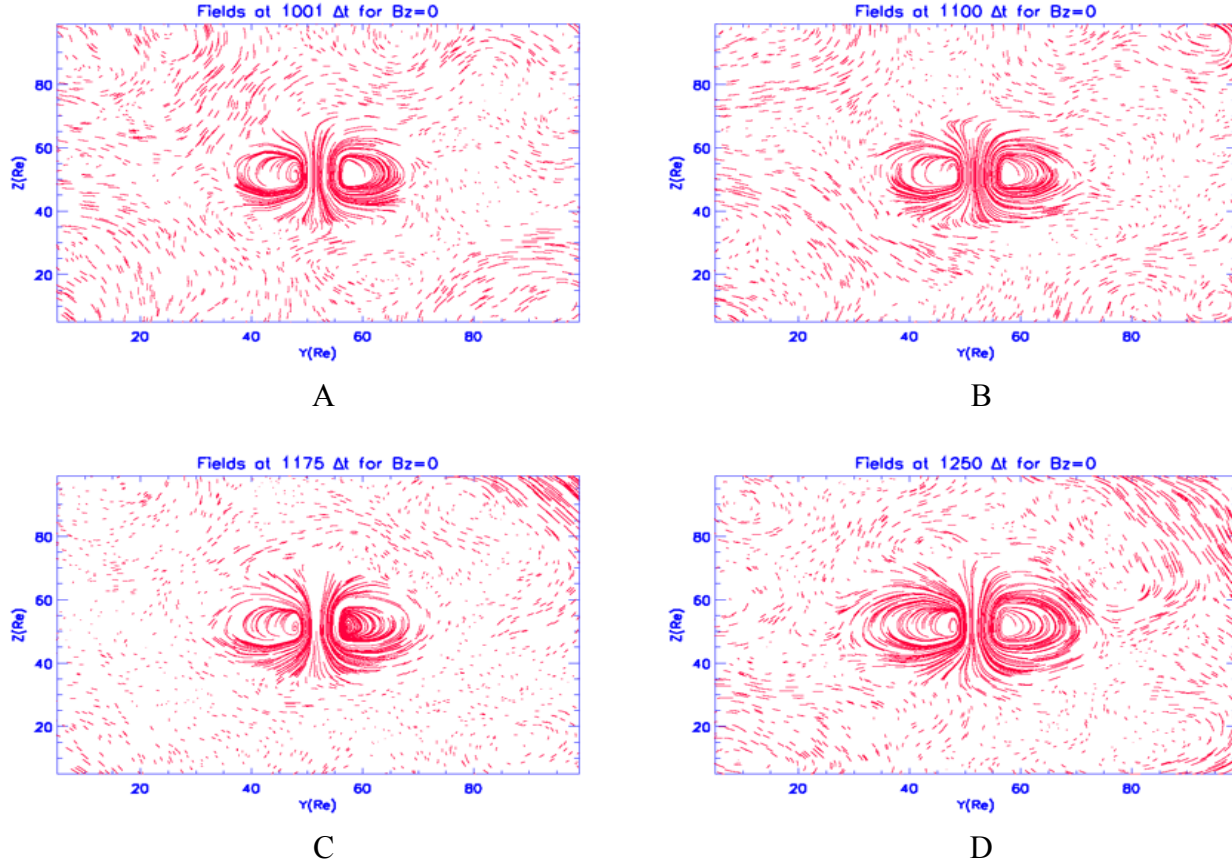 Fields at 1001 Δt for Bz=0
Fields at 1100 Δt for Bz=0
Z(Re)
80
60
40
20
20 40 60 80
Y(Re)
Z(Re)
80
60
40
20
20 40 60 80
Y(Re)
A
B
Fields at 1175 Δt for Bz=0
Fields at 1250 Δt for Bz=0
Z(Re)
80
60
40
20
20 40 60 80
Y(Re)
Z(Re)
80
60
40
20
20 40 60 80
Y(Re)
C
D